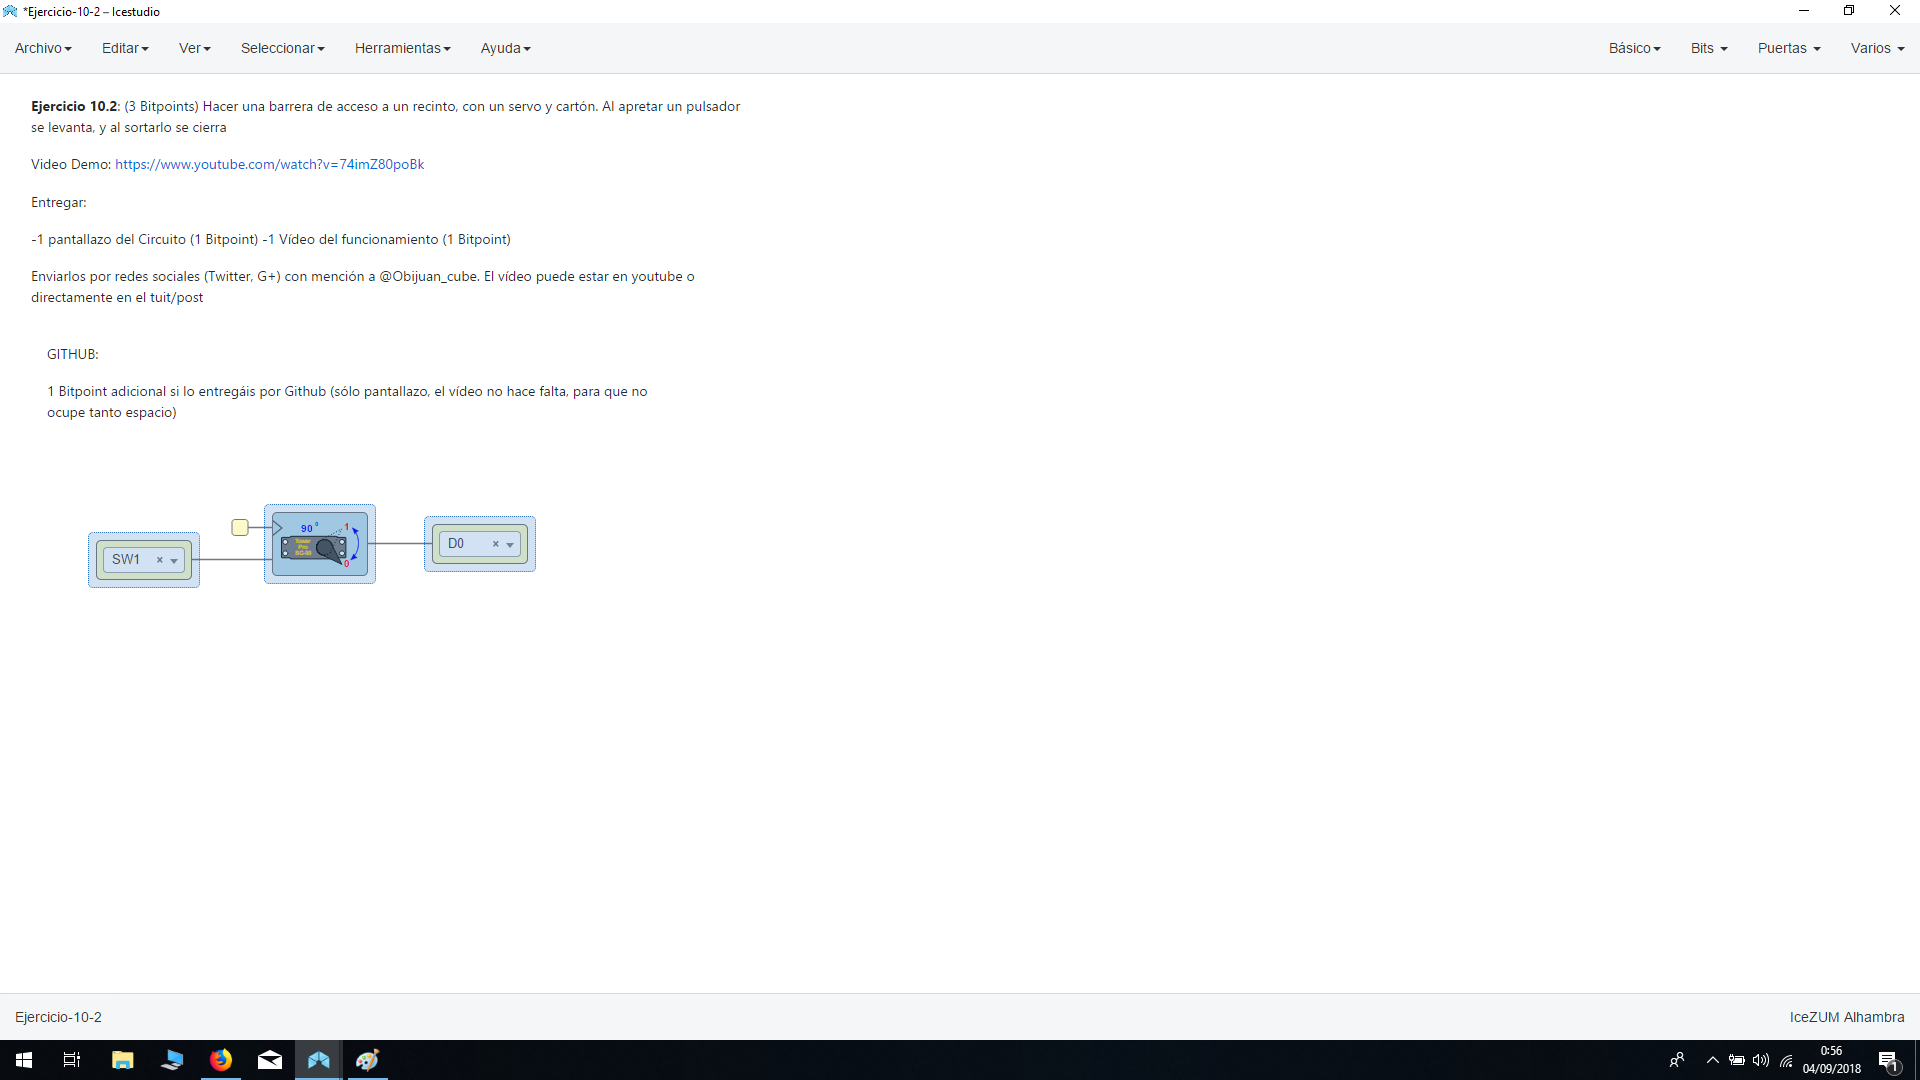 *Ejercicio-10-2 – Icestudio
Archivo Editar Ver Seleccionar Herramientas Ayuda Básico Bits Puertas Varios
Ejercicio 10.2: (3 Bitpoints) Hacer una barrera de acceso a un recinto, con un servo y cartón. Al apretar un pulsador
se levanta, y al sortarlo se cierra
Video Demo: https://www.youtube.com/watch?v=74imZ80poBk
Entregar:
-1 pantallazo del Circuito (1 Bitpoint) -1 Vídeo del funcionamiento (1 Bitpoint)
Enviarlos por redes sociales (Twitter, G+) con mención a @Obijuan_cube. El vídeo puede estar en youtube o
directamente en el tuit/post
GITHUB:
1 Bitpoint adicional si lo entregáis por Github (sólo pantallazo, el vídeo no hace falta, para que no
ocupe tanto espacio)
90 º 1
Tower
Pro
SG-90
0
SW1 ×
D0 ×
Ejercicio-10-2 IceZUM Alhambra
0:56
04/09/2018
1